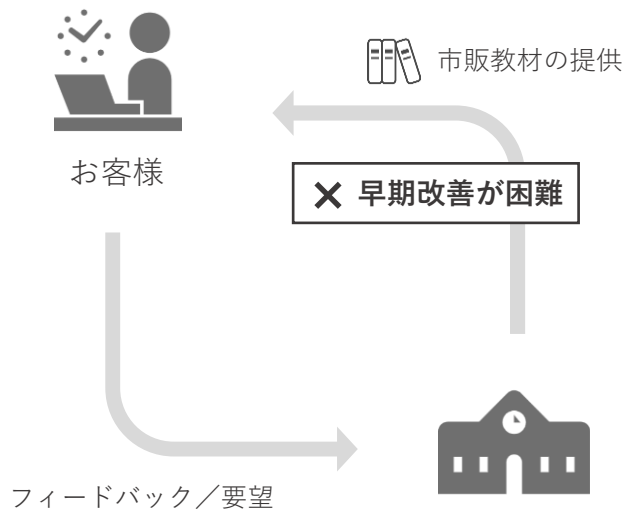 市販教材の提供
お客様
× 早期改善が困難
フィードバック／要望